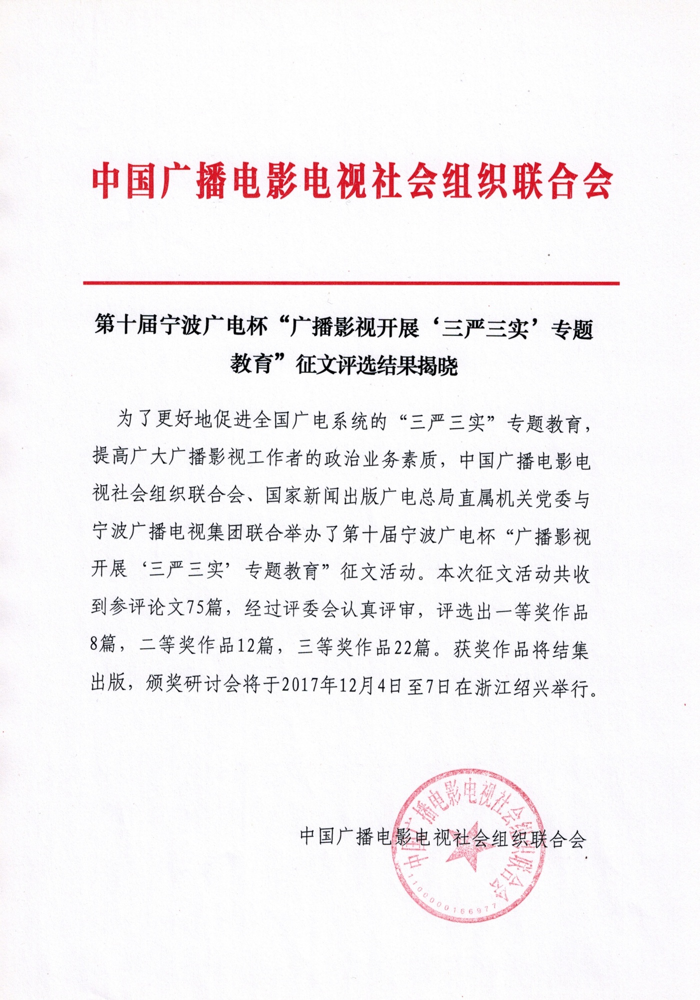 中国广播电影电视社会组织联合会
第十届宁波广电杯“广播影视开展‘三严三实’专题
教育”征文评选结果揭晓
为了更好地促进全国广电系统的“三严三实”专题教育，
提高广大广播影视工作者的政治业务素质，中国广播电影电
视社会组织联合会、国家新闻出版广电总局直属机关党委与
宁波广播电视集团联合举办了第十届宁波广电杯“广播影视
开展‘三严三实’专题教育”征文活动。本次征文活动共收
到参评论文75篇，经过评委会认真评审，评选出一等奖作品
8篇，二等奖作品12篇，三等奖作品22篇。获奖作品将结集
出版，颁奖研讨会将于2017年12月4日至7日在浙江绍兴举行。
中国广播电影电视社会组织联合会
中国广播电影电视社会组织联合会
1100000166977